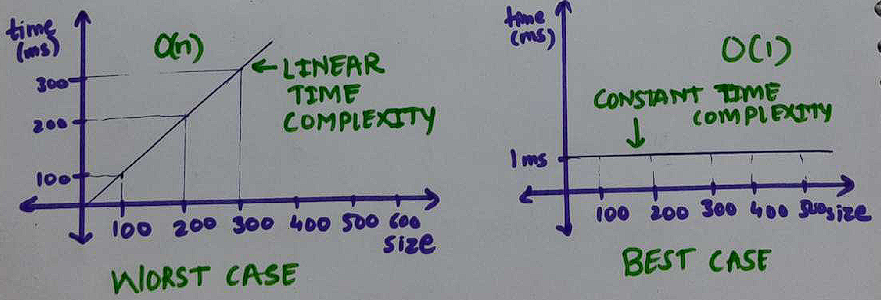 time
(ms)
O(n)
300
200
100
← LINEAR
TIME
COMPLEXITY
100 200 300 400 500 600
size
WORST CASE
time
(ms)
O(1)
CONSTANT TIME
COMPLEXITY
1ms
100 200 300 400 500 size
BEST CASE